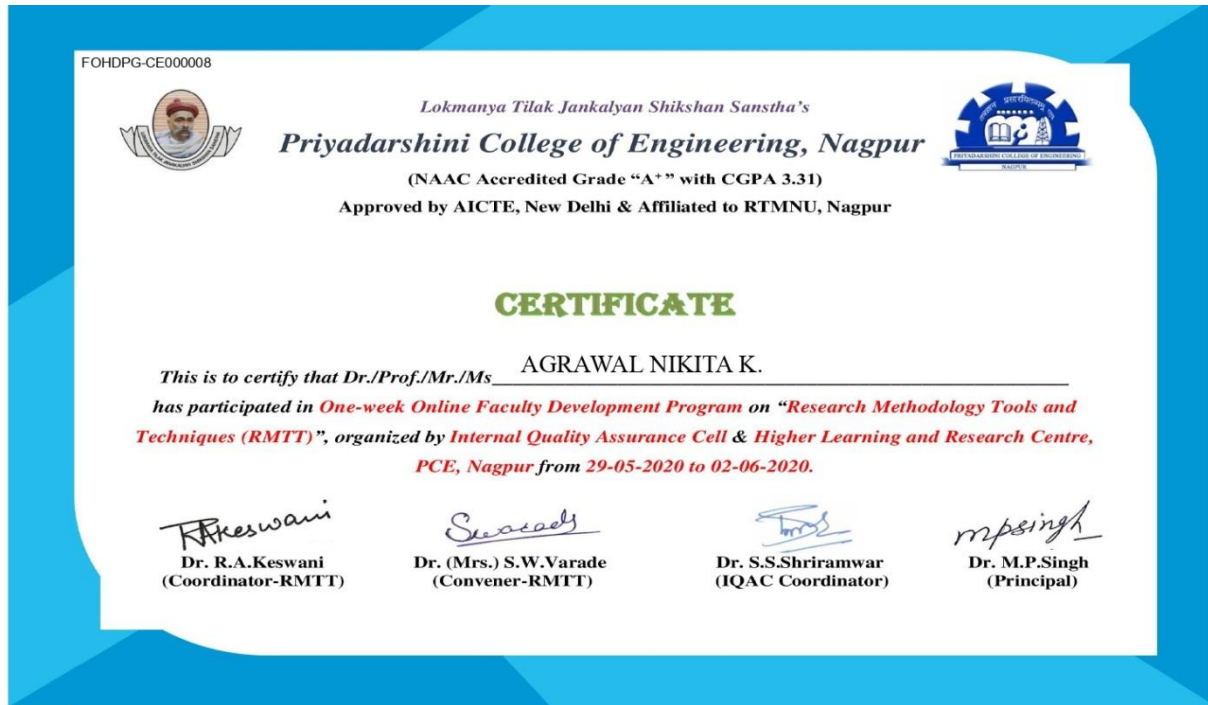 FOHDPG-CE000008
Lokmanya Tilak Jankalyan Shikshan Sanstha's
Priyadarshini College of Engineering, Nagpur
(NAAC Accredited Grade “A+” with CGPA 3.31)
Approved by AICTE, New Delhi & Affiliated to RTMNU, Nagpur
PRIYADARSHINI COLLEGE OF ENGINEERING
NAGPUR
CERTIFICATE
This is to certify that Dr./Prof./Mr./Ms AGRAWAL NIKITA K.
has participated in One-week Online Faculty Development Program on “Research Methodology Tools and
Techniques (RMTT)”, organized by Internal Quality Assurance Cell & Higher Learning and Research Centre,
PCE, Nagpur from 29-05-2020 to 02-06-2020.
RAKeswani
mpsingh
Dr. R.A.Keswani
(Coordinator-RMTT)
Dr. (Mrs.) S.W.Varade
(Convener-RMTT)
Dr. S.S.Shriramwar
(IQAC Coordinator)
Dr. M.P.Singh
(Principal)